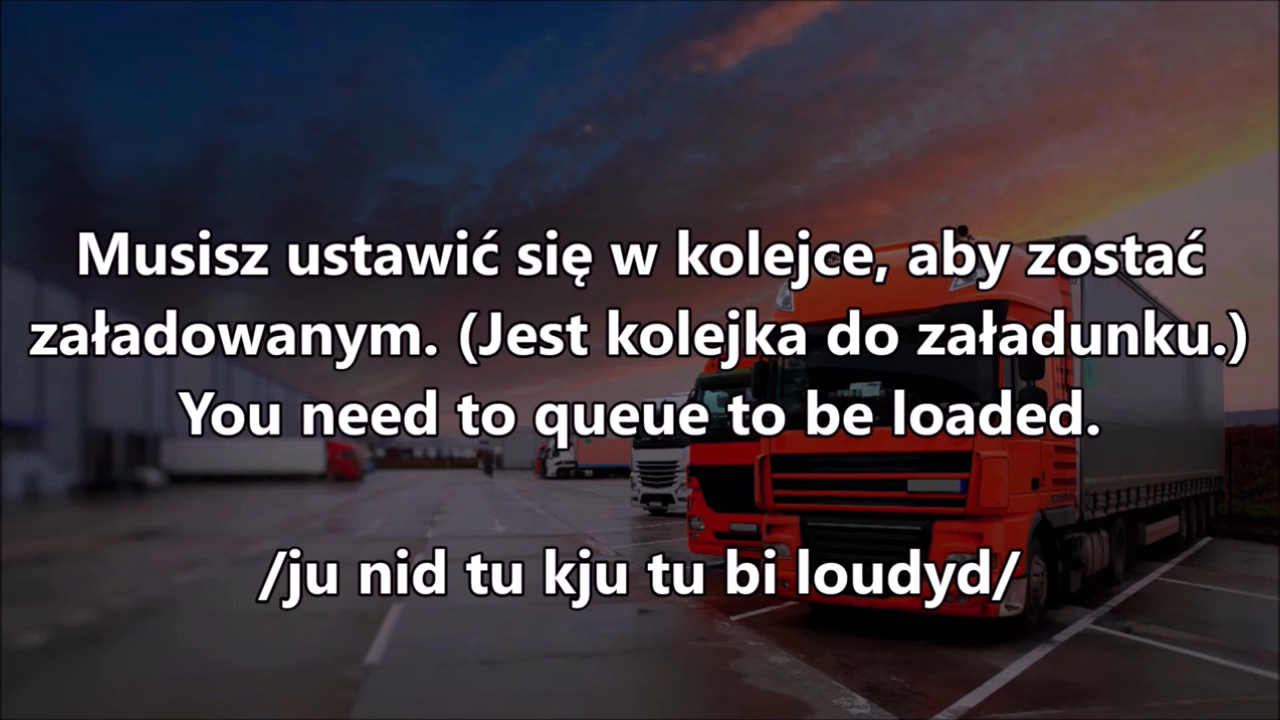 Musisz ustawić się w kolejce, aby zostać
załadowanym. (Jest kolejka do załadunku.)
You need to queue to be loaded.
/ju nid tu kju tu bi loudyd/